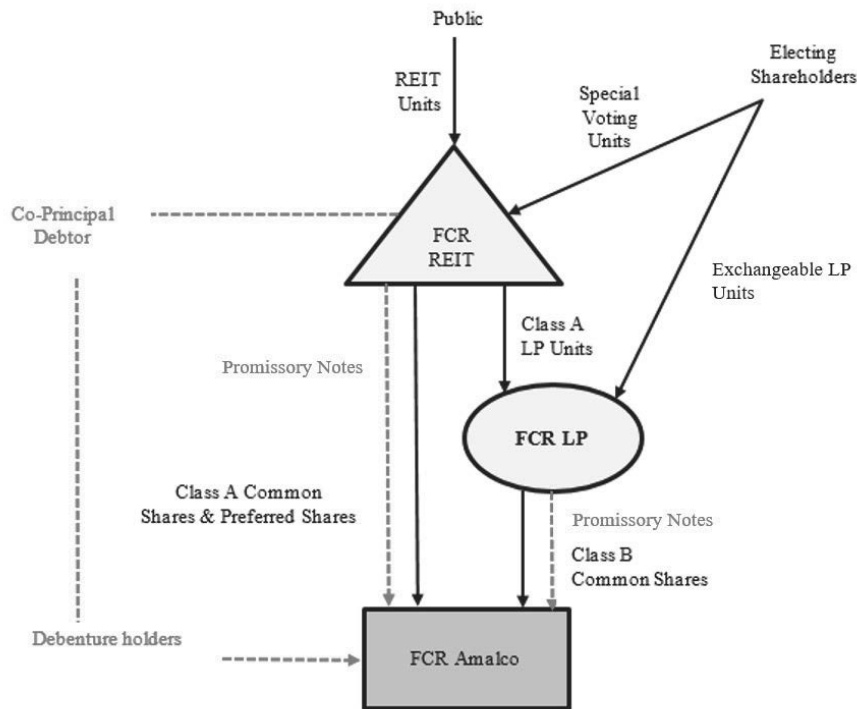 Public
REIT
Units
Electing
Shareholders
Special
Voting
Units
Co-Principal
Debtor
FCR
REIT
Exchangeable LP
Units
Class A
LP Units
Promissory Notes
FCR LP
Class A Common
Shares & Preferred Shares
Promissory Notes
Class B
Common Shares
Debenture holders
FCR Amalco